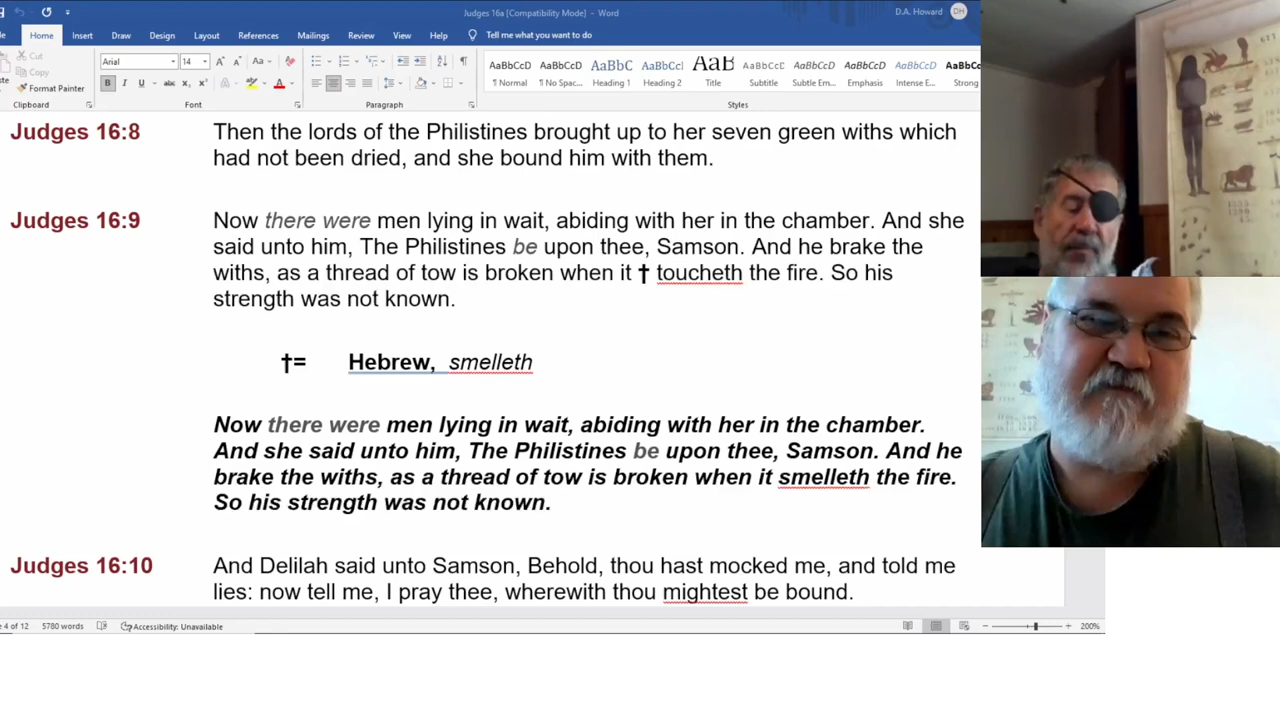 Judges 16a [Compatibility Mode] - Word
D.A. Howard
DH
Home Insert Draw Design Layout References Mailings Review View Help Tell me what you want to do
Cut
Copy
Format Painter
Clipboard
Arial 14
Font
Paragraph
AaBbCcD AaBbCcD AaBbC AaBbCcD AaB AaBbCcD AaBbCcD AaBbCcD AaBbCcD
¶ Normal ¶ No Spac... Heading 1 Heading 2 Title Subtitle Subtle Em... Emphasis Intense E... Strong
Styles
Judges 16:8 Then the lords of the Philistines brought up to her seven green withs which
had not been dried, and she bound him with them.
Judges 16:9 Now there were men lying in wait, abiding with her in the chamber. And she
said unto him, The Philistines be upon thee, Samson. And he brake the
withs, as a thread of tow is broken when it † toucheth the fire. So his
strength was not known.
†= Hebrew, smelleth
Now there were men lying in wait, abiding with her in the chamber.
And she said unto him, The Philistines be upon thee, Samson. And he
brake the withs, as a thread of tow is broken when it smelleth the fire.
So his strength was not known.
Judges 16:10 And Delilah said unto Samson, Behold, thou hast mocked me, and told me
lies: now tell me, I pray thee, wherewith thou mightest be bound.
4 of 12 5780 words Accessibility: Unavailable 200%